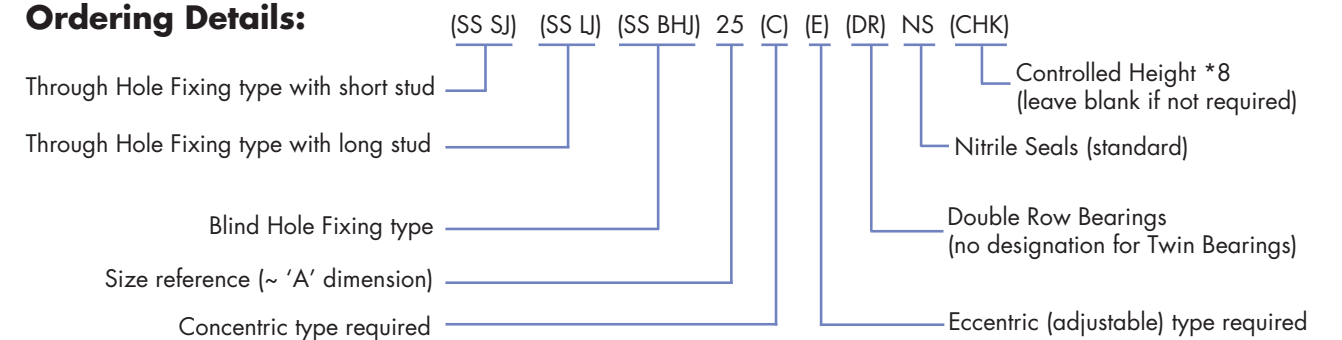 Ordering Details:
(SS SJ) (SS LJ) (SS BHJ) 25 (C) (E) (DR) NS (CHK)
Through Hole Fixing type with short stud
Through Hole Fixing type with long stud
Blind Hole Fixing type
Size reference (~ ‘A’ dimension)
Concentric type required
Controlled Height *8
(leave blank if not required)
Nitrile Seals (standard)
Double Row Bearings
(no designation for Twin Bearings)
Eccentric (adjustable) type required